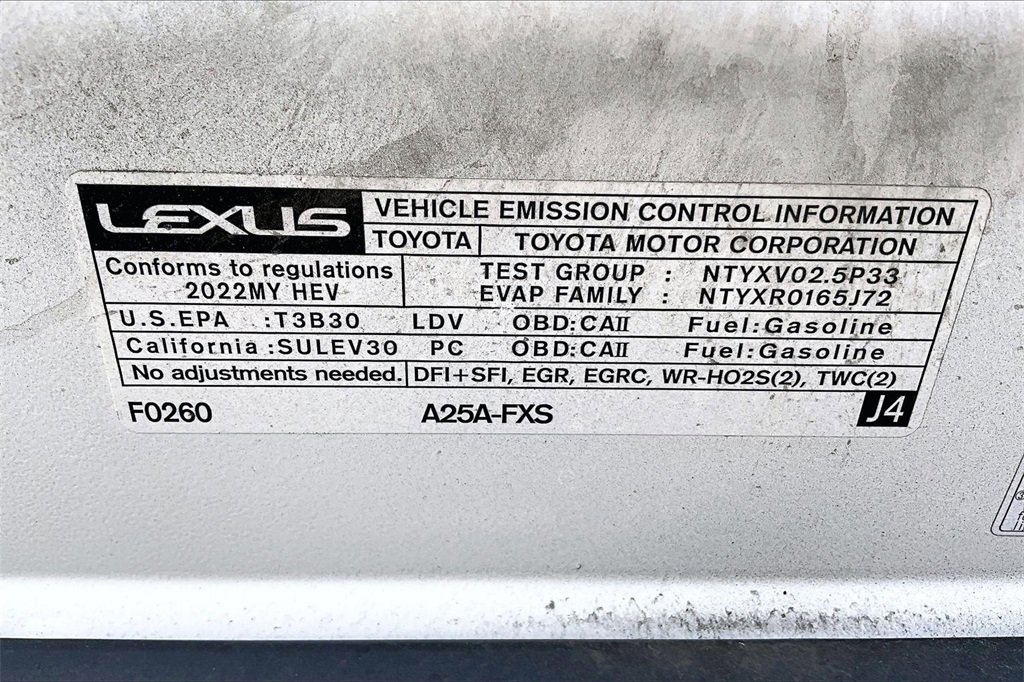 LEXUS VEHICLE EMISSION CONTROL INFORMATION
TOYOTA TOYOTA MOTOR CORPORATION
Conforms to regulations TEST GROUP : NTYXV02.5P33
2022MY HEV EVAP FAMILY : NTYXR0165J72
U.S.EPA :T3B30 LDV OBD:CAII Fuel:Gasoline
California :SULEV30 PC OBD:CAII Fuel:Gasoline
No adjustments needed. DFI+SFI, EGR, EGRC, WR-HO2S(2), TWC(2)
F0260 A25A-FXS J4